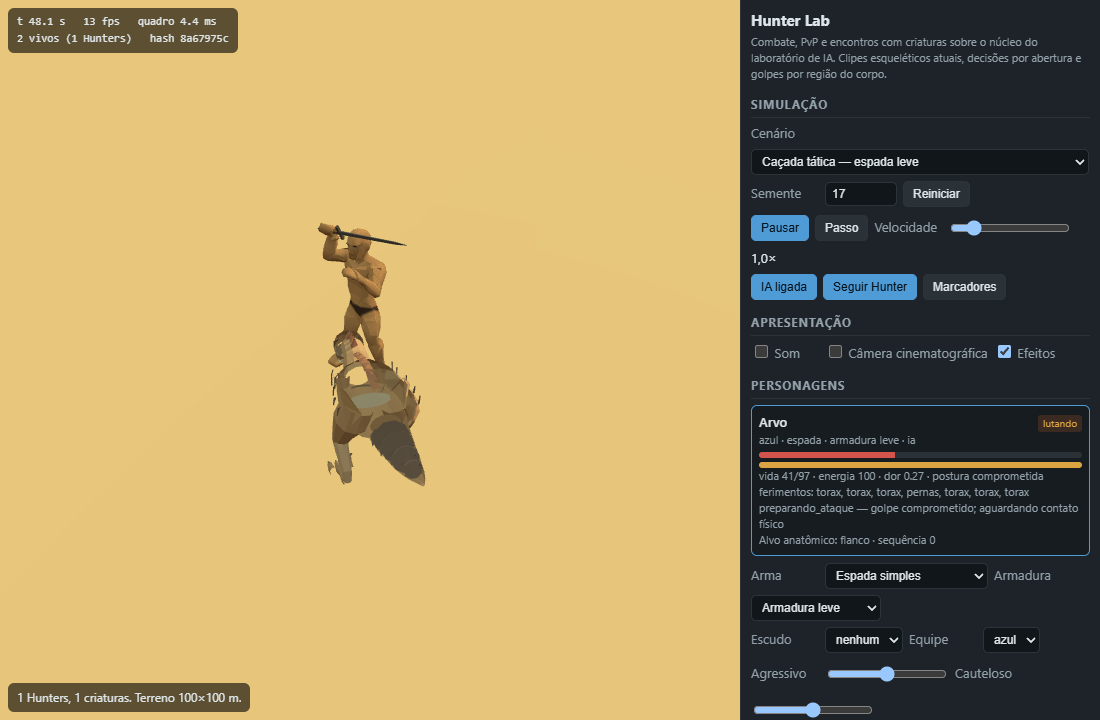 t 48.1 s   13 fps   quadro 4.4 ms
2 vivos (1 Hunters)   hash 8a67975c
1 Hunters, 1 criaturas. Terreno 100×100 m.
Hunter Lab
Combate, PvP e encontros com criaturas sobre o núcleo do
laboratório de IA. Clipes esqueléticos atuais, decisões por abertura e
golpes por região do corpo.
SIMULAÇÃO
Cenário
Caçada tática — espada leve
Semente 17 Reiniciar
Pausar Passo Velocidade
1,0×
IA ligada Seguir Hunter Marcadores
APRESENTAÇÃO
Som Câmera cinematográfica Efeitos
PERSONAGENS
Arvo lutando
azul · espada · armadura leve · ia
vida 41/97 · energia 100 · dor 0.27 · postura comprometida
ferimentos: torax, torax, torax, pernas, torax, torax, torax
preparando_ataque — golpe comprometido; aguardando contato
físico
Alvo anatômico: flanco · sequência 0
Arma Espada simples Armadura
Armadura leve
Escudo nenhum Equipe azul
Agressivo Cauteloso